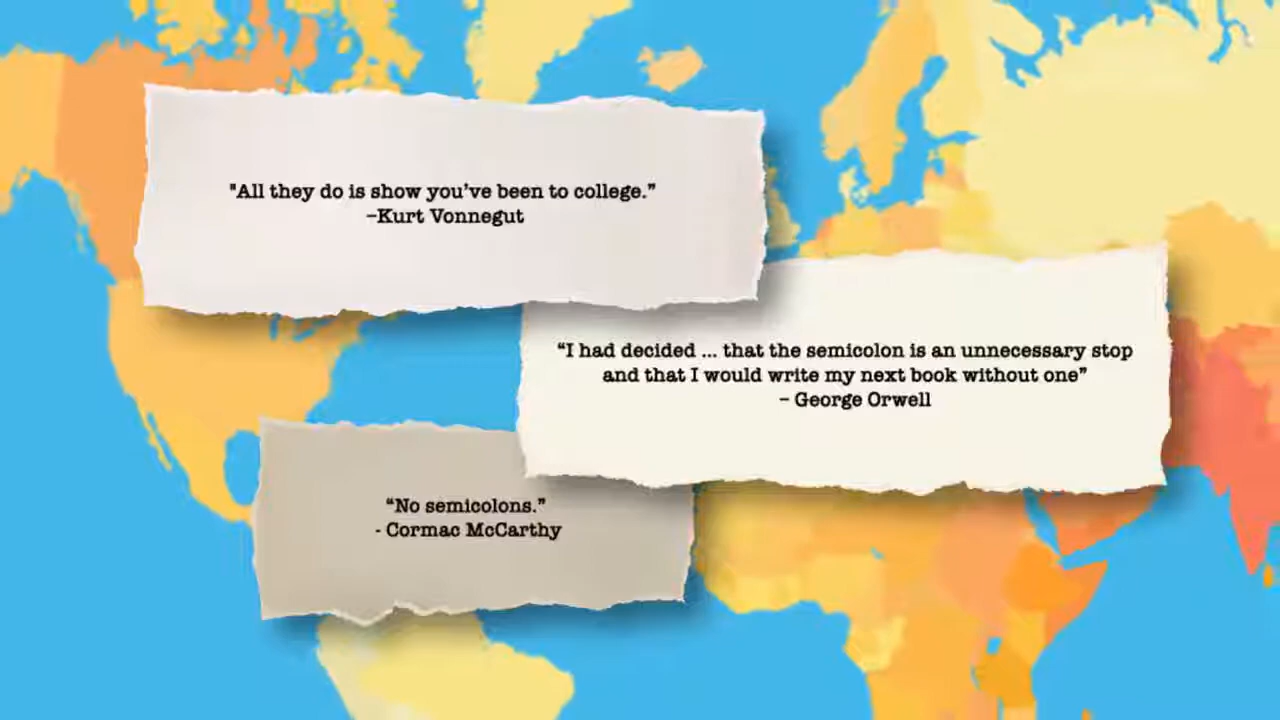 "All they do is show you’ve been to college.”
–Kurt Vonnegut
“I had decided ... that the semicolon is an unnecessary stop
and that I would write my next book without one”
– George Orwell
“No semicolons.”
- Cormac McCarthy